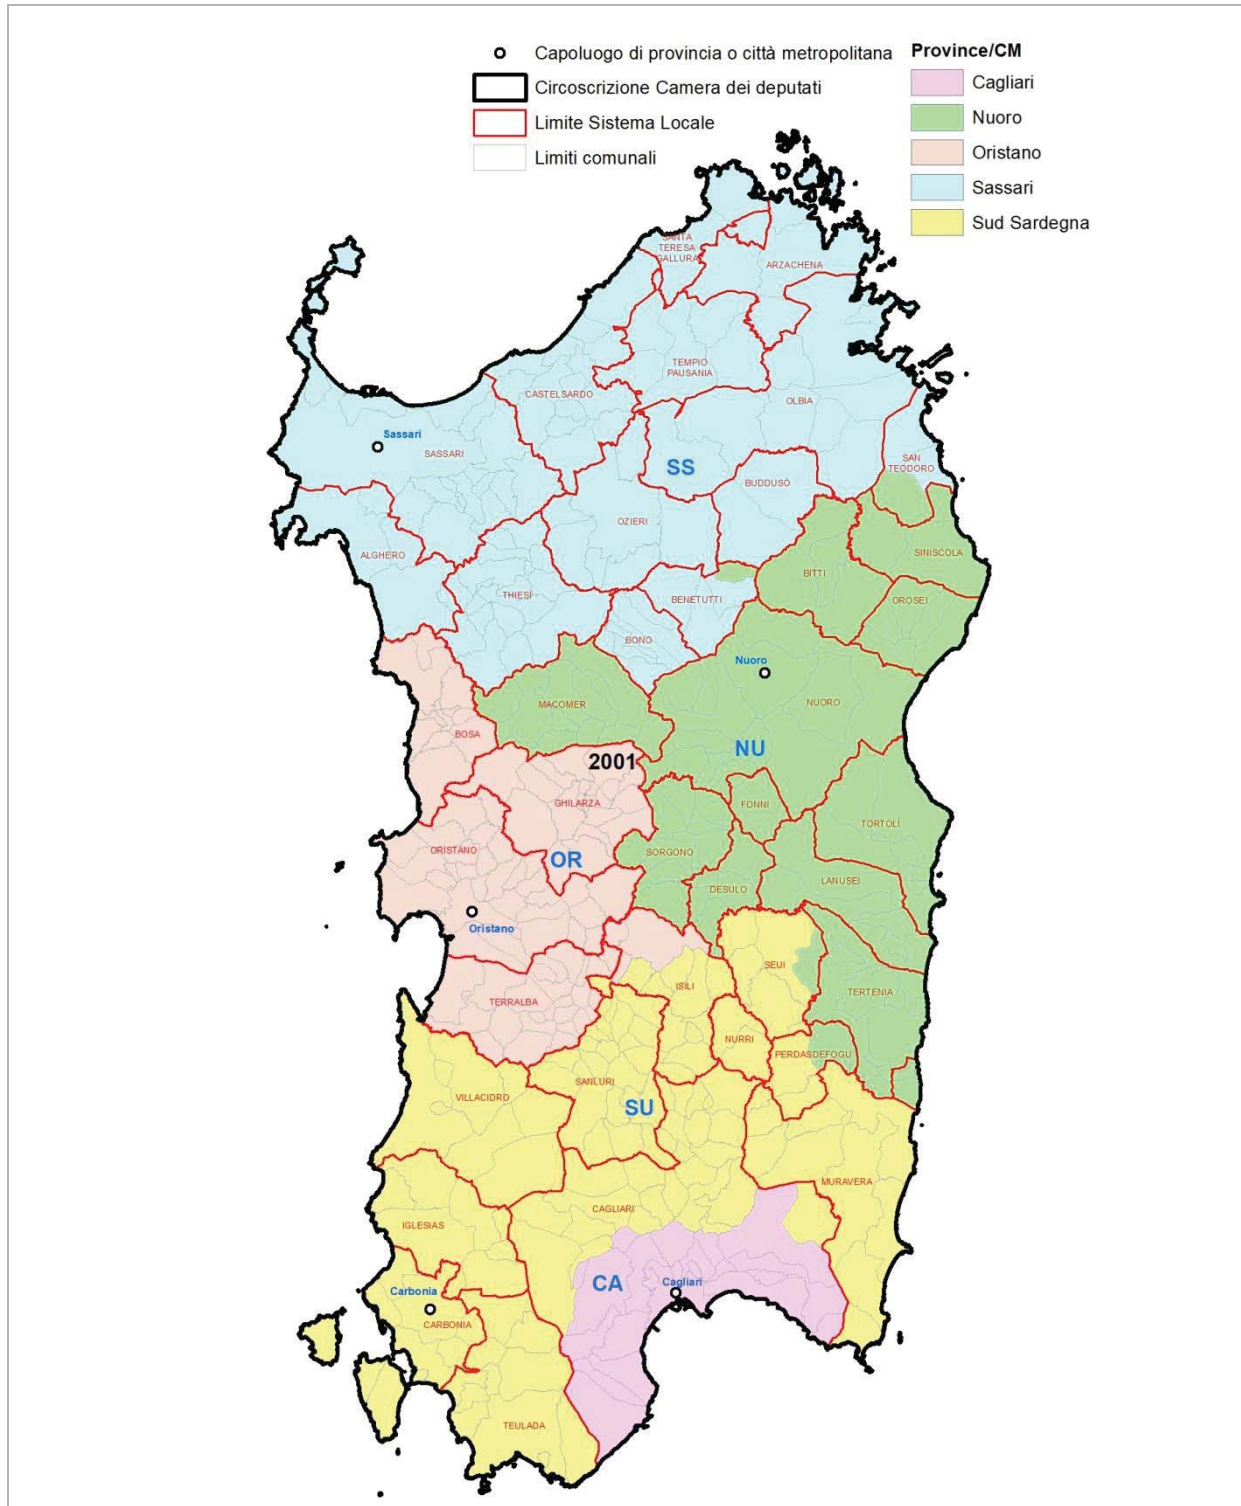 Capoluogo di provincia o città metropolitana
Circoscrizione Camera dei deputati
Limite Sistema Locale
Limiti comunali
Province/CM
Cagliari
Nuoro
Oristano
Sassari
Sud Sardegna
SANTA
TERESA
GALLURA
ARZACHENA
TEMPIO
PAUSANIA
CASTELSARDO
OLBIA
Sassari
SASSARI
SS
SAN
TEODORO
BUDDUSÒ
OZIERI
ALGHERO
SINISCOLA
BITTI
THIESI
BENETUTTI
OROSEI
BONO
Nuoro
MACOMER
NUORO
BOSA
NU
2001
GHILARZA
FONNI
TORTOLÌ
ORISTANO
OR
SORGONO
DESULO
LANUSEI
Oristano
SEUI
ISILI
TERTENIA
TERRALBA
NURRI
PERDASDEFOGU
SANLURI
VILLACIDRO
SU
MURAVERA
CAGLIARI
IGLESIAS
CA
Cagliari
Carbonia
CARBONIA
TEULADA